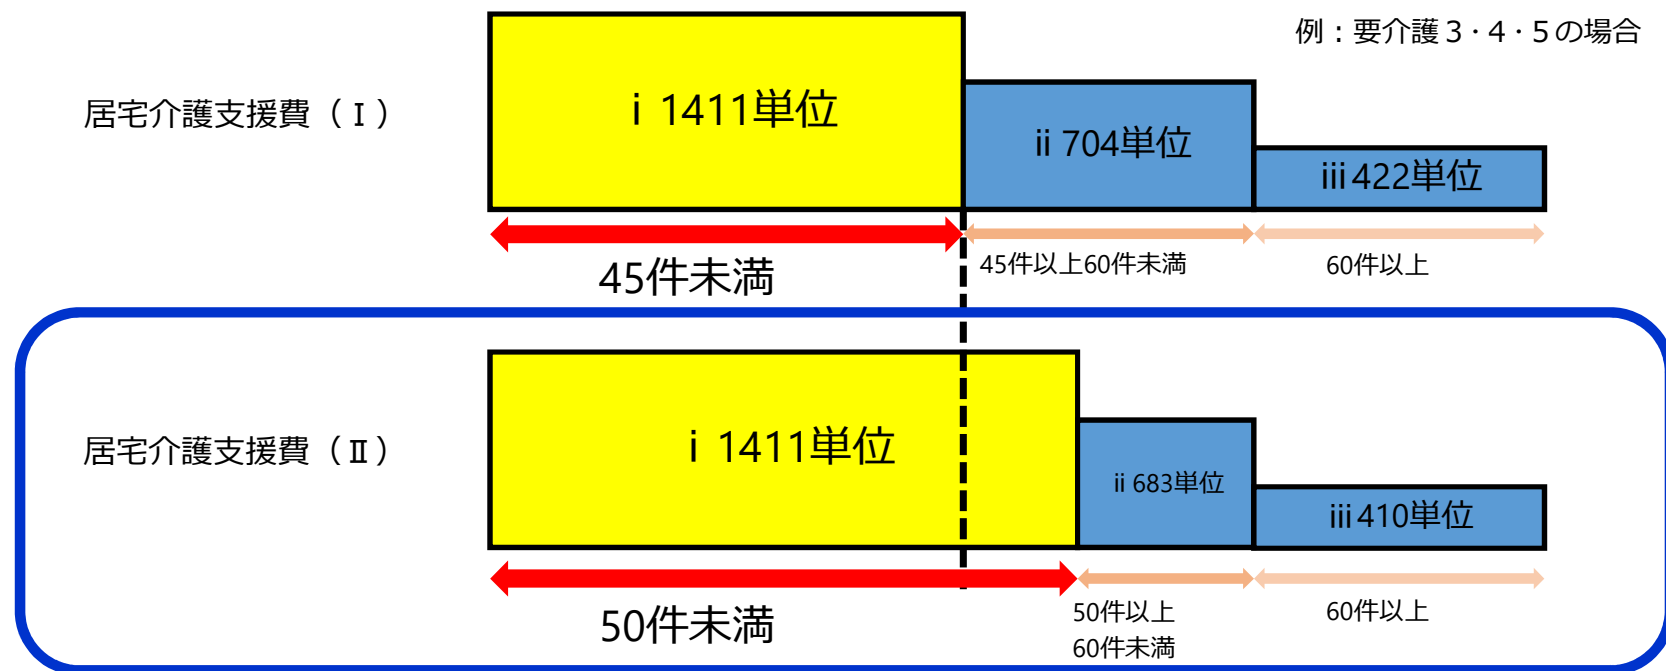 例：要介護３・４・５の場合
居宅介護支援費（Ⅰ）
ⅰ 1411単位
ⅱ 704単位
ⅲ 422単位
45件未満
45件以上60件未満
60件以上
居宅介護支援費（Ⅱ）
ⅰ 1411単位
ⅱ 683単位
ⅲ 410単位
50件未満
50件以上
60件未満
60件以上